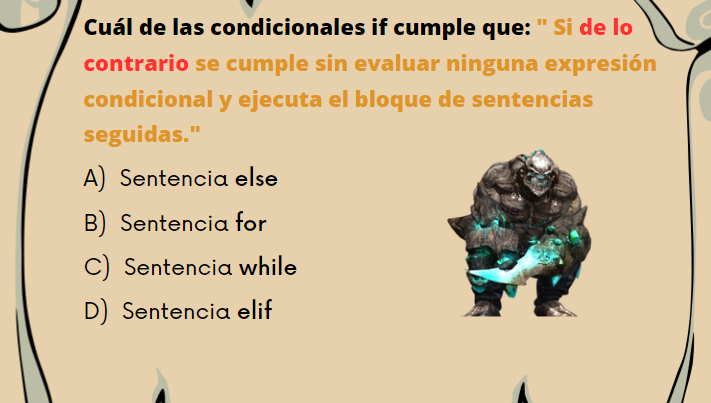 Cuál de las condicionales if cumple que: " Si de lo
contrario se cumple sin evaluar ninguna expresión
condicional y ejecuta el bloque de sentencias
seguidas."
A) Sentencia else
B) Sentencia for
C) Sentencia while
D) Sentencia elif